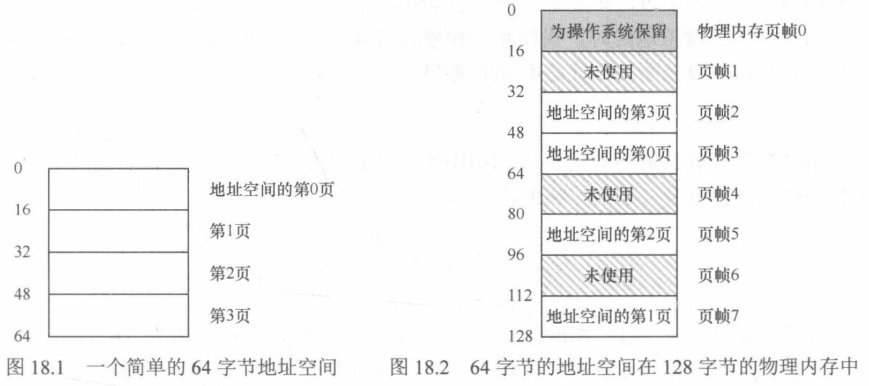 0
为操作系统保留 物理内存页帧0
16
未使用 页帧1
32
地址空间的第3页 页帧2
48
地址空间的第0页 页帧3
64
未使用 页帧4
80
地址空间的第2页 页帧5
96
未使用 页帧6
112
地址空间的第1页 页帧7
128
0
地址空间的第0页
16
第1页
32
第2页
48
第3页
64
图 18.1 一个简单的 64 字节地址空间
图 18.2 64 字节的地址空间在 128 字节的物理内存中